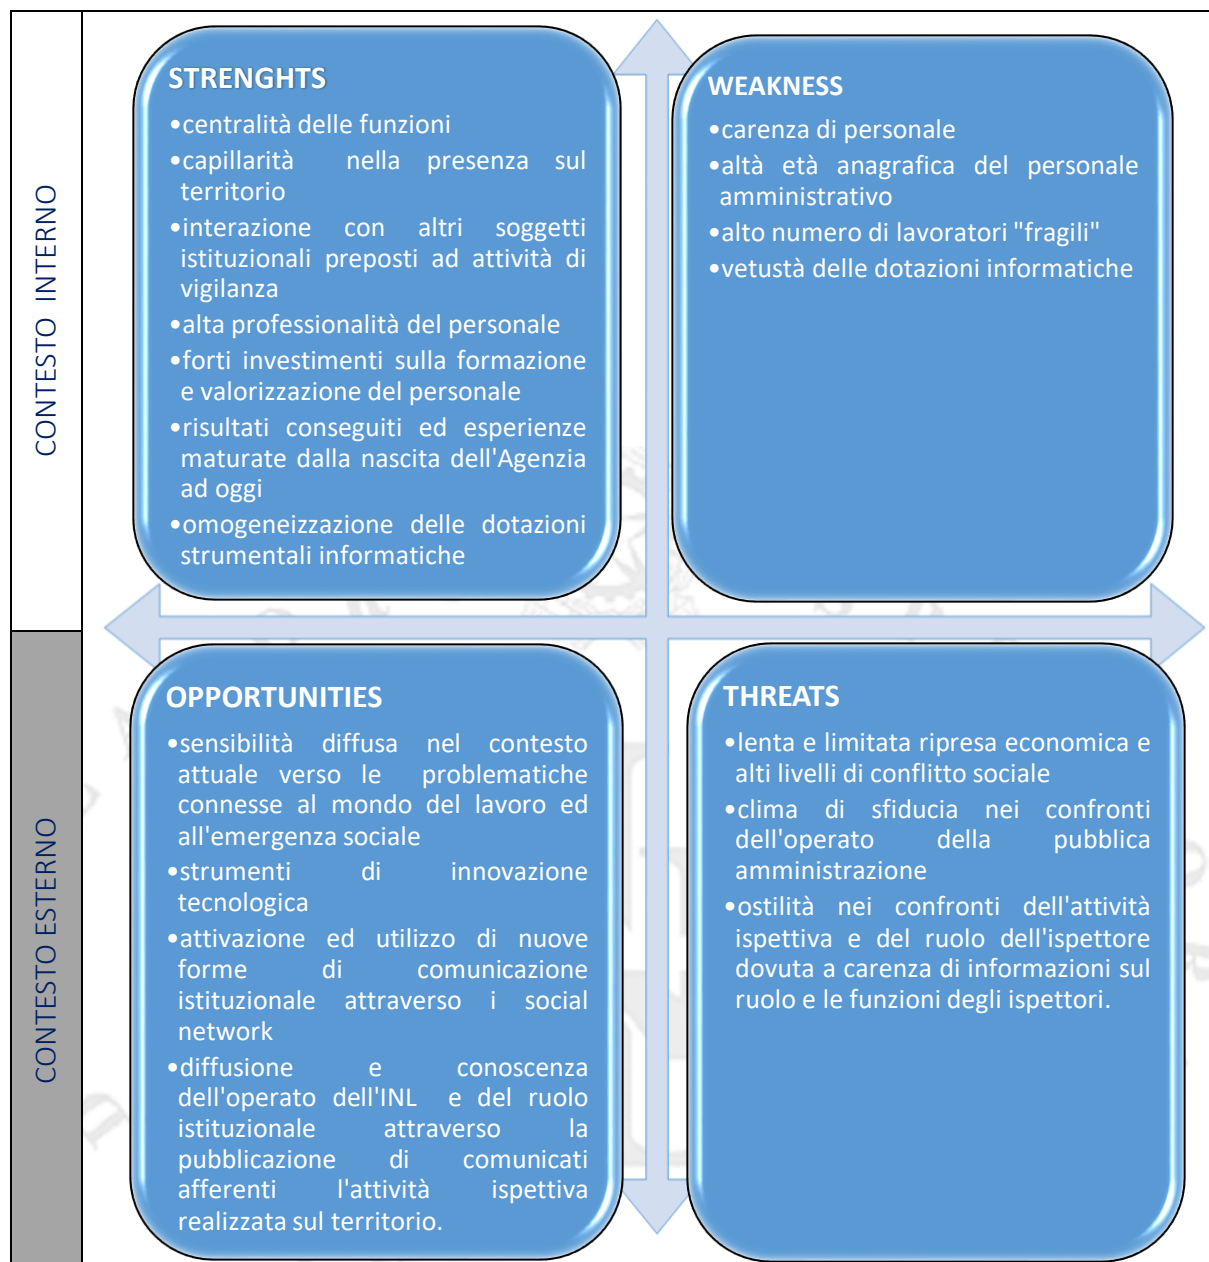 CONTESTO INTERNO
STRENGHTS
•centralità delle funzioni
•capillarità nella presenza sul
territorio
•interazione con altri soggetti
istituzionali preposti ad attività di
vigilanza
•alta professionalità del personale
•forti investimenti sulla formazione
e valorizzazione del personale
•risultati conseguiti ed esperienze
maturate dalla nascita dell'Agenzia
ad oggi
•omogeneizzazione delle dotazioni
strumentali informatiche
WEAKNESS
•carenza di personale
•altà età anagrafica del personale
amministrativo
•alto numero di lavoratori "fragili"
•vetustà delle dotazioni informatiche
CONTESTO ESTERNO
OPPORTUNITIES
•sensibilità diffusa nel contesto
attuale verso le problematiche
connesse al mondo del lavoro ed
all'emergenza sociale
•strumenti di innovazione
tecnologica
•attivazione ed utilizzo di nuove
forme di comunicazione
istituzionale attraverso i social
network
•diffusione e conoscenza
dell'operato dell'INL e del ruolo
istituzionale attraverso la
pubblicazione di comunicati
afferenti l'attività ispettiva
realizzata sul territorio.
THREATS
•lenta e limitata ripresa economica e
alti livelli di conflitto sociale
•clima di sfiducia nei confronti
dell'operato della pubblica
amministrazione
•ostilità nei confronti dell'attività
ispettiva e del ruolo dell'ispettore
dovuta a carenza di informazioni sul
ruolo e le funzioni degli ispettori.